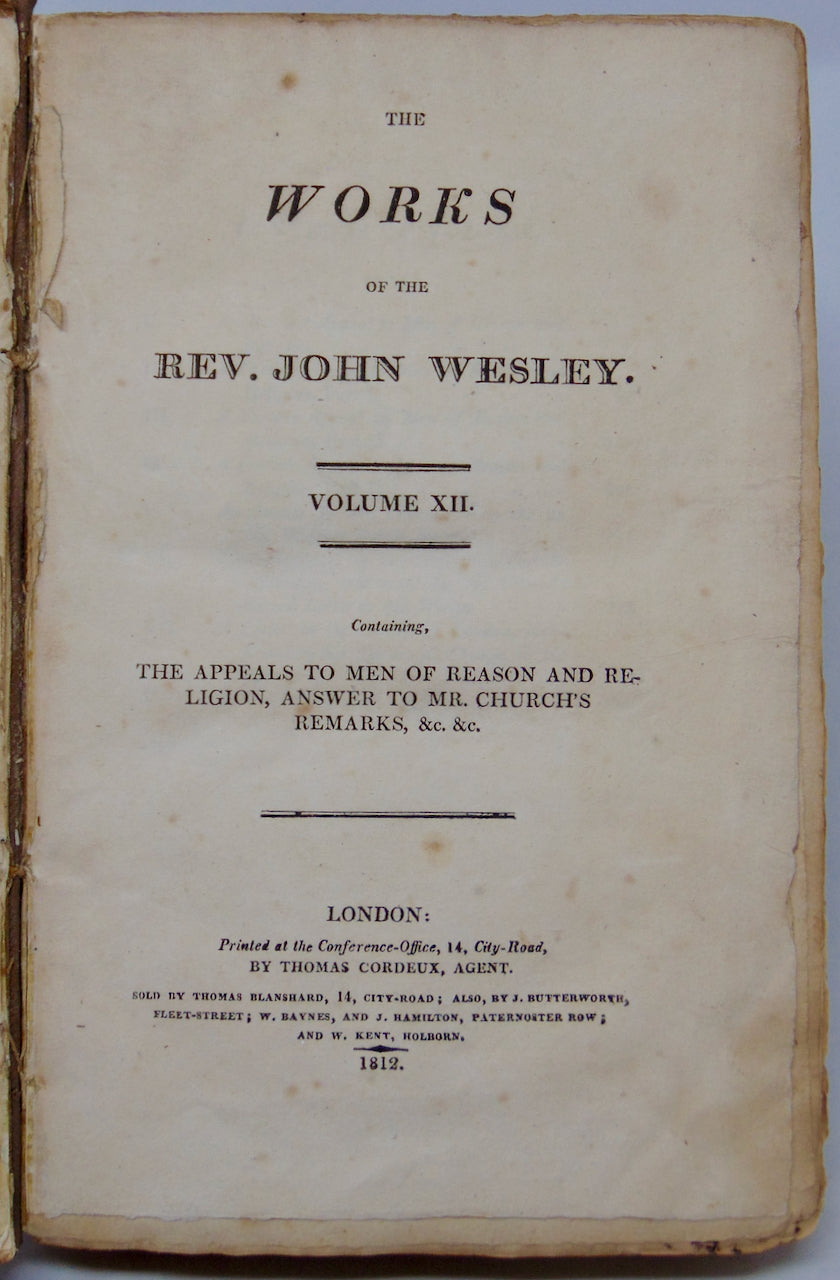 THE
WORKS
OF THE
REV. JOHN WESLEY.
VOLUME XII.
Containing,
THE APPEALS TO MEN OF REASON AND RE-
LIGION, ANSWER TO MR. CHURCH'S
REMARKS, &c. &c.
LONDON:
Printed at the Conference-Office, 14, City-Road,
BY THOMAS CORDEUX, AGENT.
SOLD BY THOMAS BLANSHARD, 14, CITY-ROAD; ALSO, BY J. BUTTERWORTH,
FLEET-STREET; W. BAYNES, AND J. HAMILTON, PATERNOSTER ROW;
AND W. KENT, HOLBORN.
1812.